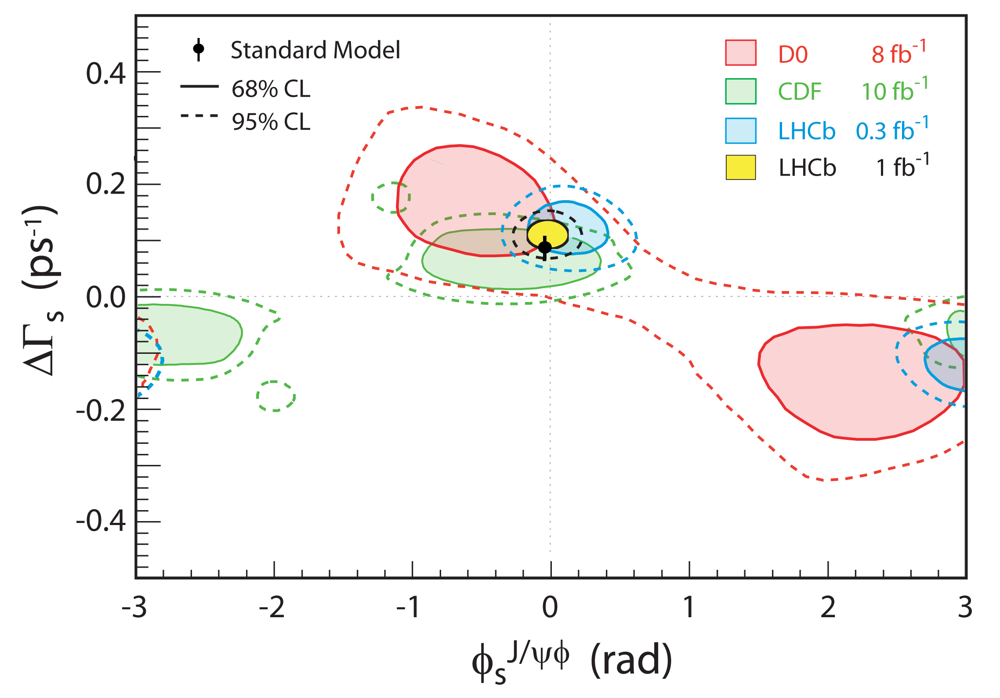 Standard Model
68% CL
95% CL
D0 8 fb⁻¹
CDF 10 fb⁻¹
LHCb 0.3 fb⁻¹
LHCb 1 fb⁻¹
0.4
0.2
0.0
-0.2
-0.4
ΔΓs (ps⁻¹)
-3 -2 -1 0 1 2 3
ϕs J/ψϕ (rad)